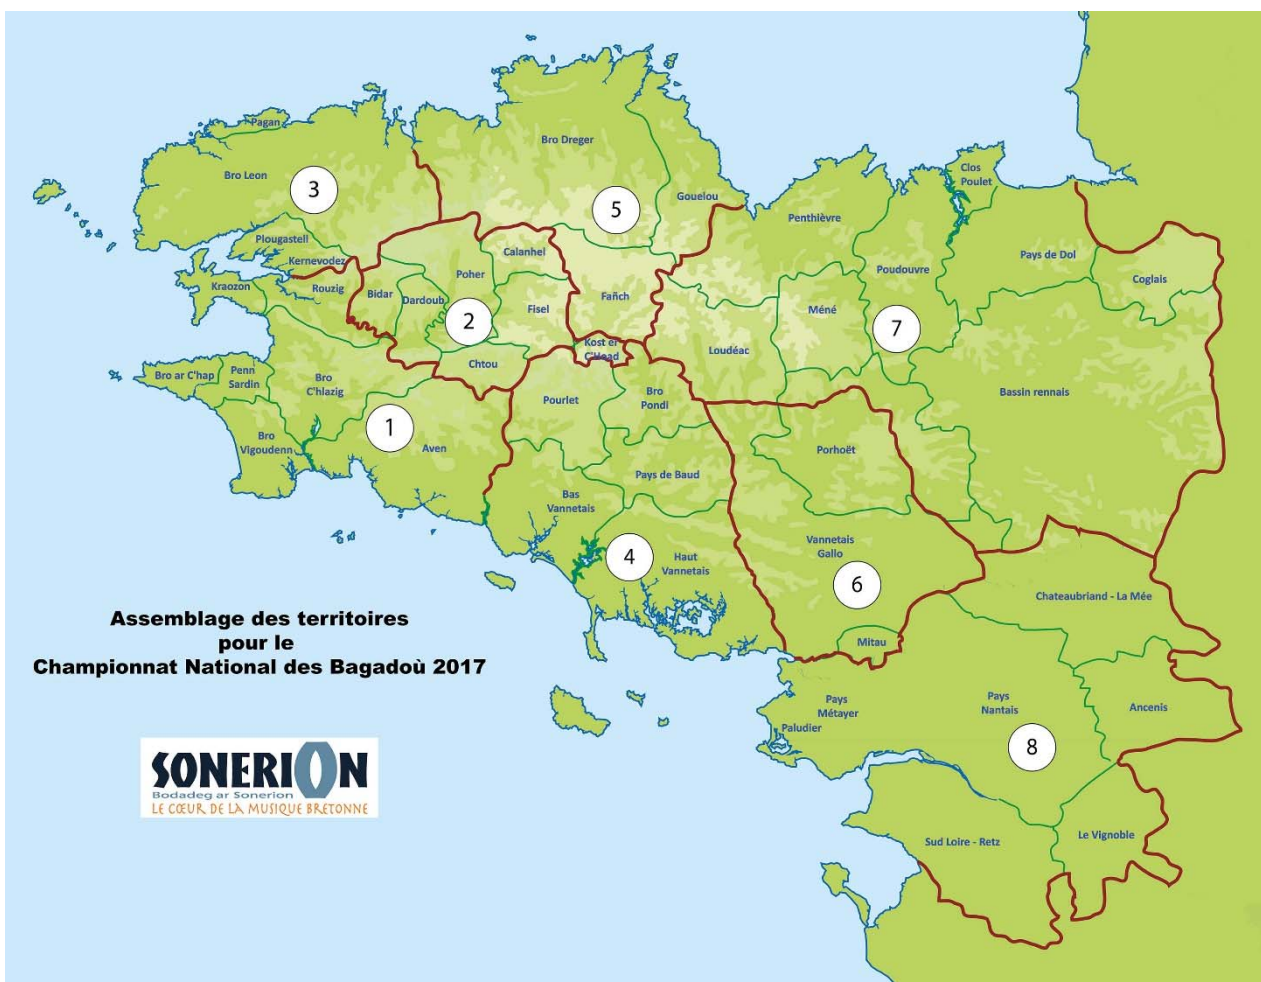 Pagan
Bro Leon
3
Plougastell
Kernevodez
Kraozon
Rouzig
Bro Dreger
5
Gouelou
Calanhel
Poher
Bidar
Dardoub
2
Fisel
Fañch
Kost er
C'Hoad
Chtou
Clos
Poulet
Penthièvre
Pays de Dol
Coglais
Poudouvre
Méné
7
Loudéac
Bassin rennais
Bro ar C'hap
Penn
Sardin
Bro
C'hlazig
1
Bro
Vigoudenn
Aven
Pourlet
Bro
Pondi
Pays de Baud
Bas
Vannetais
4
Haut
Vannetais
Porhoët
Vannetais
Gallo
6
Mitau
Chateaubriand - La Mée
Pays
Métayer
Paludier
Pays
Nantais
8
Ancenis
Sud Loire - Retz
Le Vignoble
Assemblage des territoires
pour le
Championnat National des Bagadoù 2017
SONERION
Bodadeg ar Sonerion
LE CŒUR DE LA MUSIQUE BRETONNE